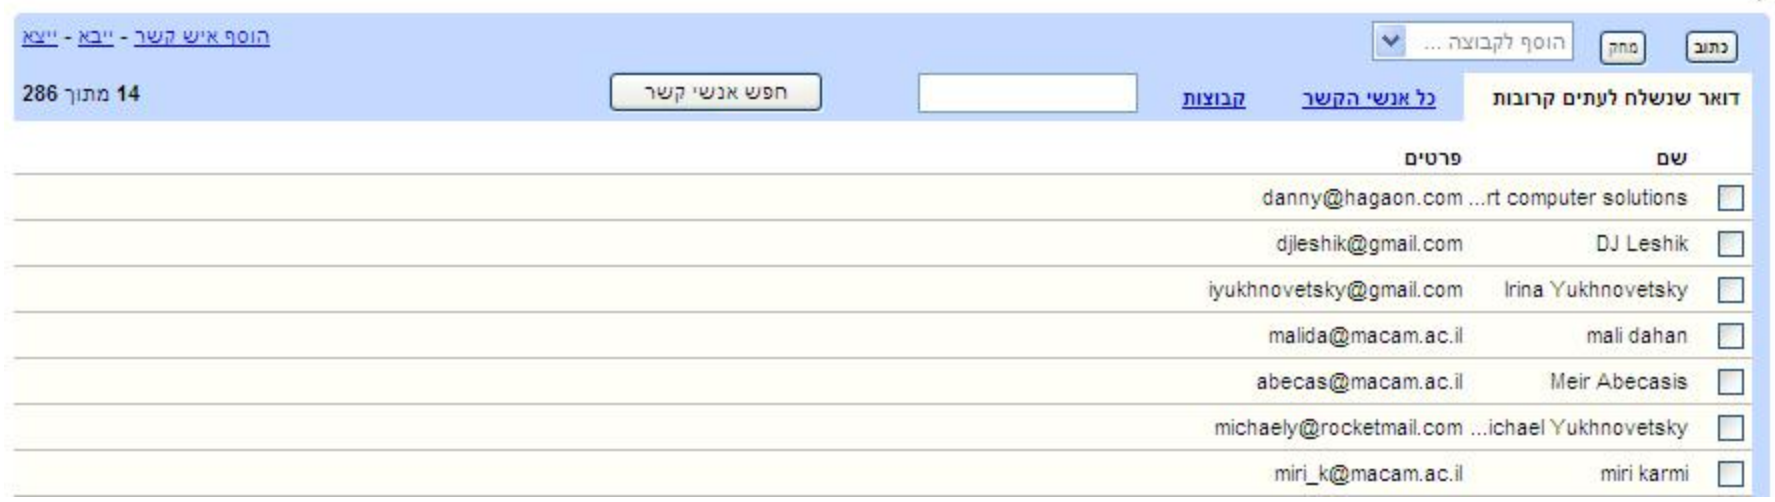 כתוב מחק הוסף לקבוצה ... הוסף איש קשר - ייבא - ייצא
דואר שנשלח לעתים קרובות כל אנשי הקשר קבוצות חפש אנשי קשר 14 מתוך 286
שם פרטים
...rt computer solutions danny@hagaon.com
DJ Leshik djleshik@gmail.com
Irina Yukhnovetsky iyukhnovetsky@gmail.com
mali dahan malida@macam.ac.il
Meir Abecasis abecas@macam.ac.il
...ichael Yukhnovetsky michaely@rocketmail.com
miri karmi miri_k@macam.ac.il